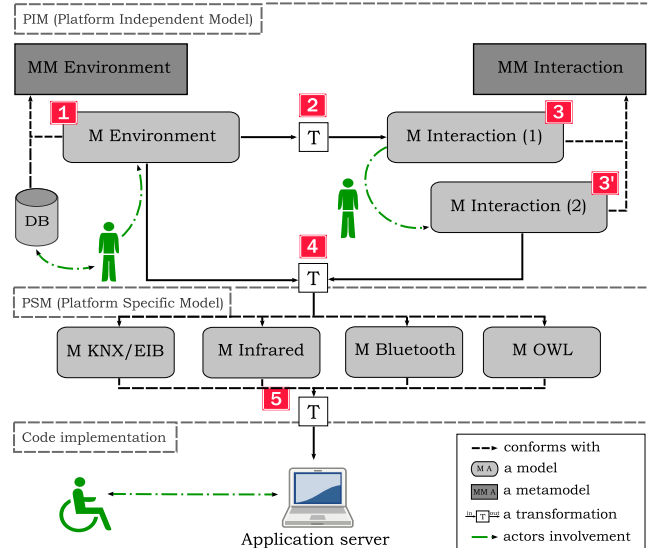 PIM (Platform Independent Model)
MM Environment
MM Interaction
1
2
3
M Environment
T
M Interaction (1)
3'
M Interaction (2)
DB
4
T
PSM (Platform Specific Model)
M KNX/EIB
M Infrared
M Bluetooth
M OWL
5
T
Code implementation
Application server
conforms with
M A a model
MM A a metamodel
in T out a transformation
actors involvement